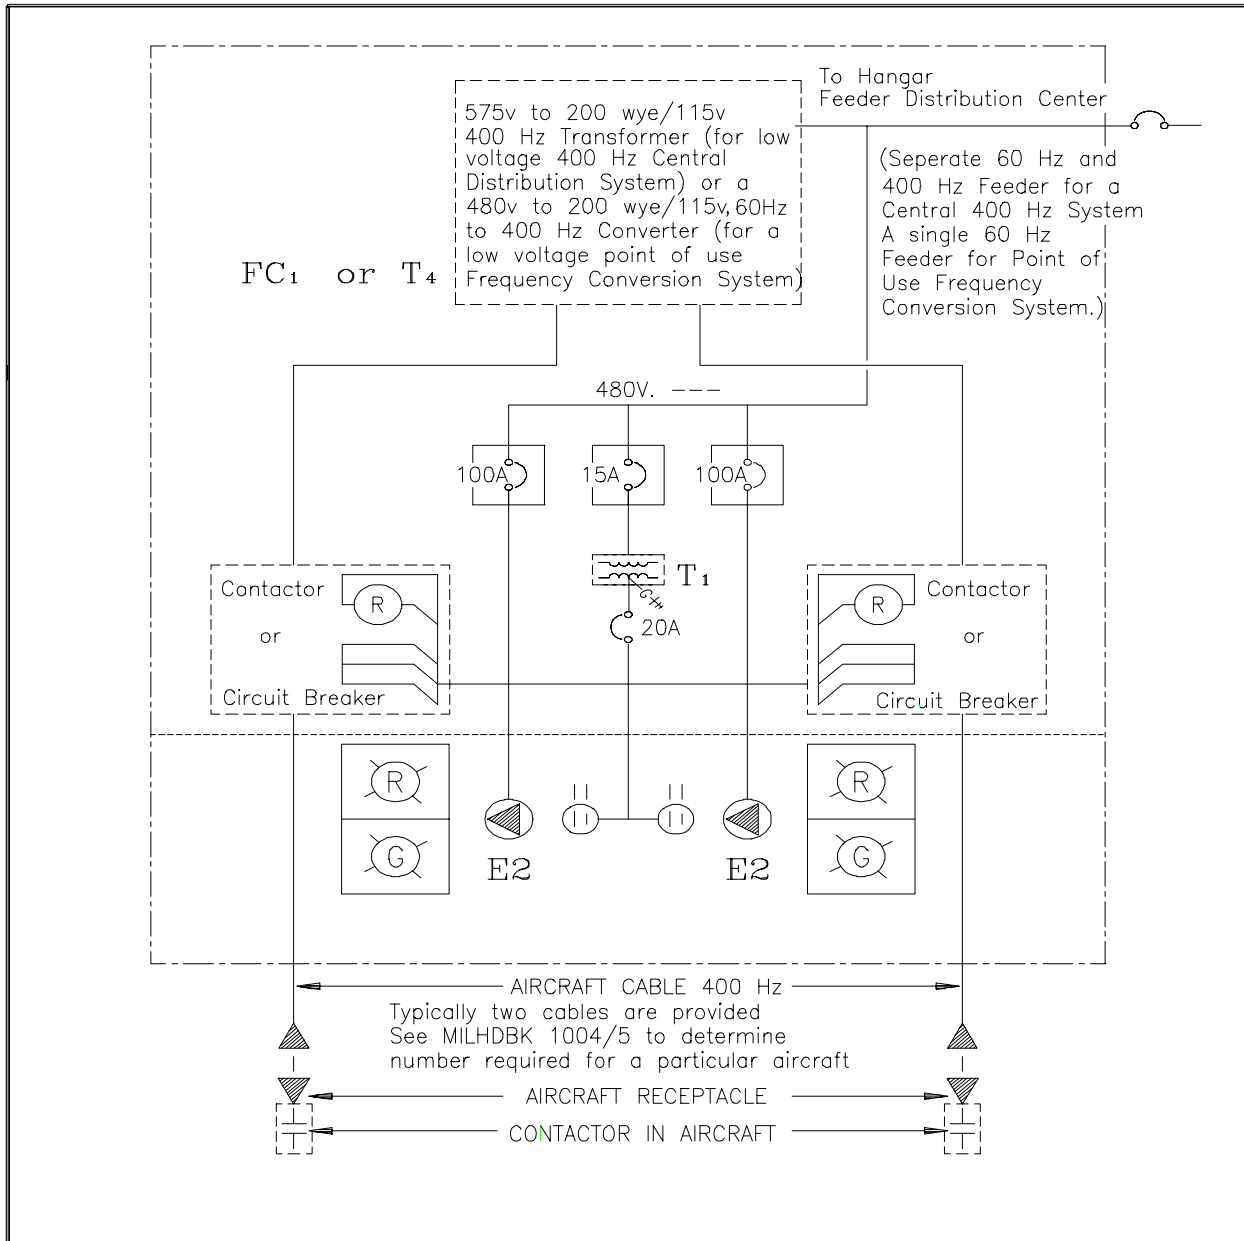 To Hangar
Feeder Distribution Center
575v to 200 wye/115v
400 Hz Transformer (for low
voltage 400 Hz Central
Distribution System) or a
480v to 200 wye/115v, 60Hz
to 400 Hz Converter (for a
low voltage point of use
Frequency Conversion System)
(Seperate 60 Hz and
400 Hz Feeder for a
Central 400 Hz System
A single 60 Hz
Feeder for Point of
Use Frequency
Conversion System.)
FC1 or T4
480V. ---
100A
15A
100A
T1
G
20A
Contactor
or
Circuit Breaker
R
R
Contactor
or
Circuit Breaker
R
G
R
G
E2
E2
AIRCRAFT CABLE 400 Hz
Typically two cables are provided
See MILHDBK 1004/5 to determine
number required for a particular aircraft
AIRCRAFT RECEPTACLE
CONTACTOR IN AIRCRAFT